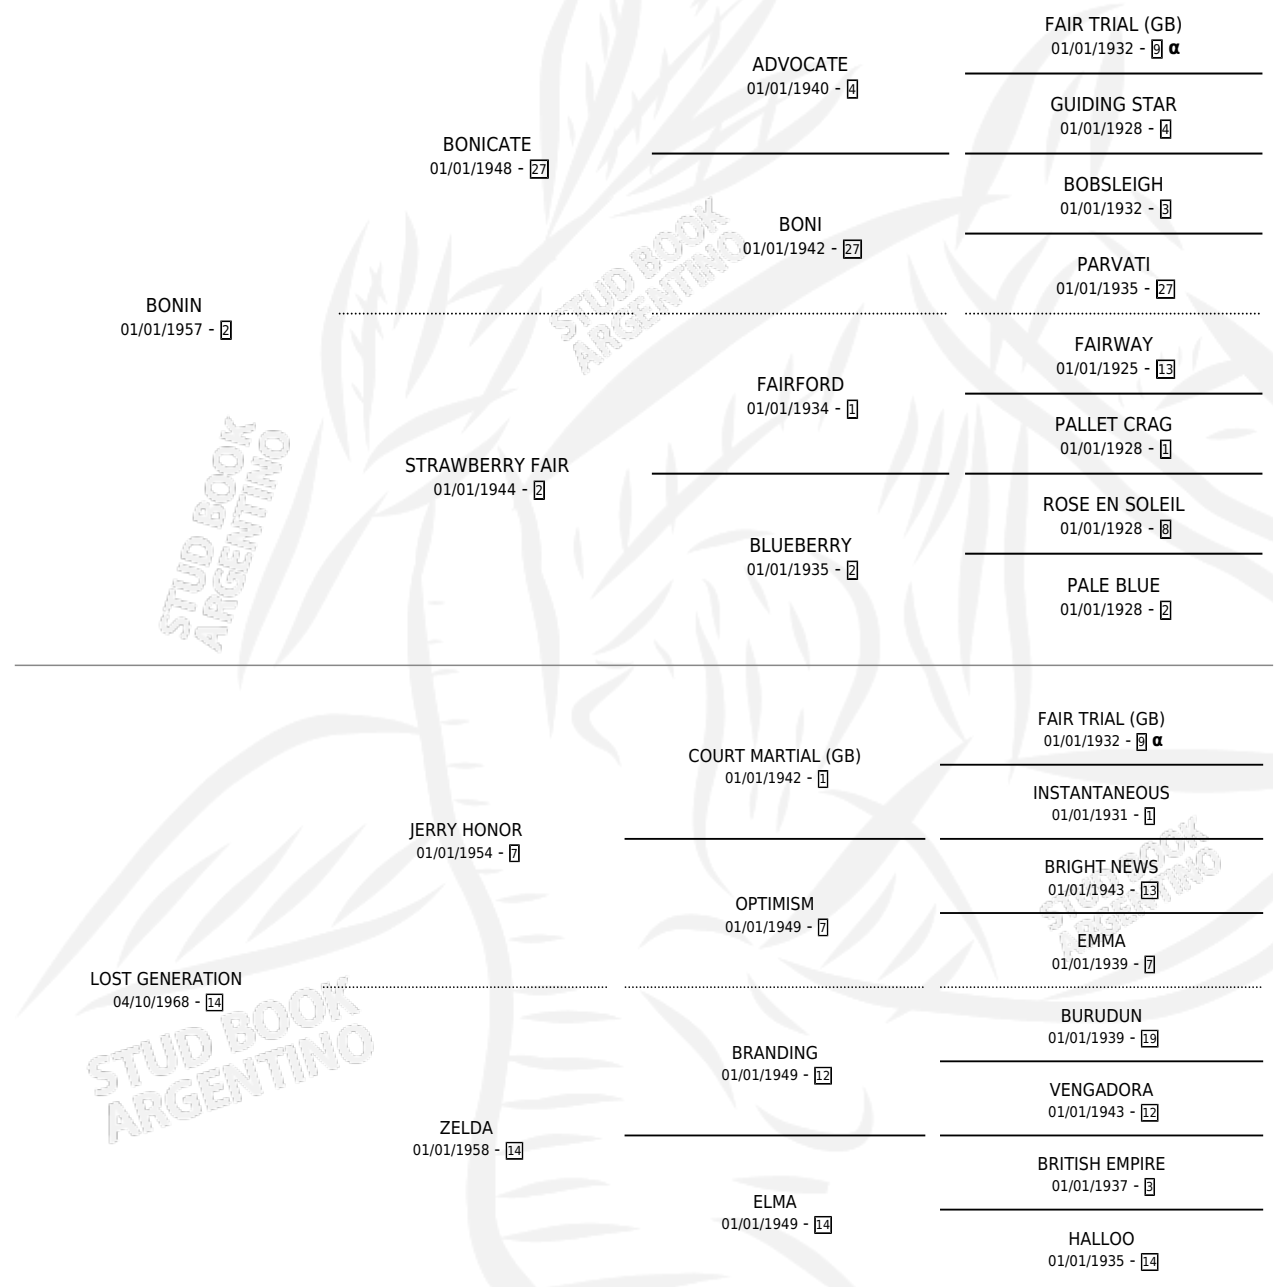 FAIR TRIAL (GB)
01/01/1932 - 9 α
ADVOCATE
01/01/1940 - 4
GUIDING STAR
01/01/1928 - 4
BONICATE
01/01/1948 - 27
BOBSLEIGH
01/01/1932 - 3
BONI
01/01/1942 - 27
PARVATI
01/01/1935 - 27
BONIN
01/01/1957 - 2
FAIRWAY
01/01/1925 - 13
FAIRFORD
01/01/1934 - 1
PALLET CRAG
01/01/1928 - 1
STRAWBERRY FAIR
01/01/1944 - 2
ROSE EN SOLEIL
01/01/1928 - 8
BLUEBERRY
01/01/1935 - 2
PALE BLUE
01/01/1928 - 2
STUD BOOK
ARGENTINO
STUD BOOK
ARGENTINO
FAIR TRIAL (GB)
01/01/1932 - 9 α
COURT MARTIAL (GB)
01/01/1942 - 1
INSTANTANEOUS
01/01/1931 - 1
JERRY HONOR
01/01/1954 - 7
BRIGHT NEWS
01/01/1943 - 13
OPTIMISM
01/01/1949 - 7
EMMA
01/01/1939 - 7
LOST GENERATION
04/10/1968 - 14
BURUDUN
01/01/1939 - 19
BRANDING
01/01/1949 - 12
VENGADORA
01/01/1943 - 12
ZELDA
01/01/1958 - 14
BRITISH EMPIRE
01/01/1937 - 3
ELMA
01/01/1949 - 14
HALLOO
01/01/1935 - 14
STUD BOOK
ARGENTINO
STUD BOOK
ARGENTINO